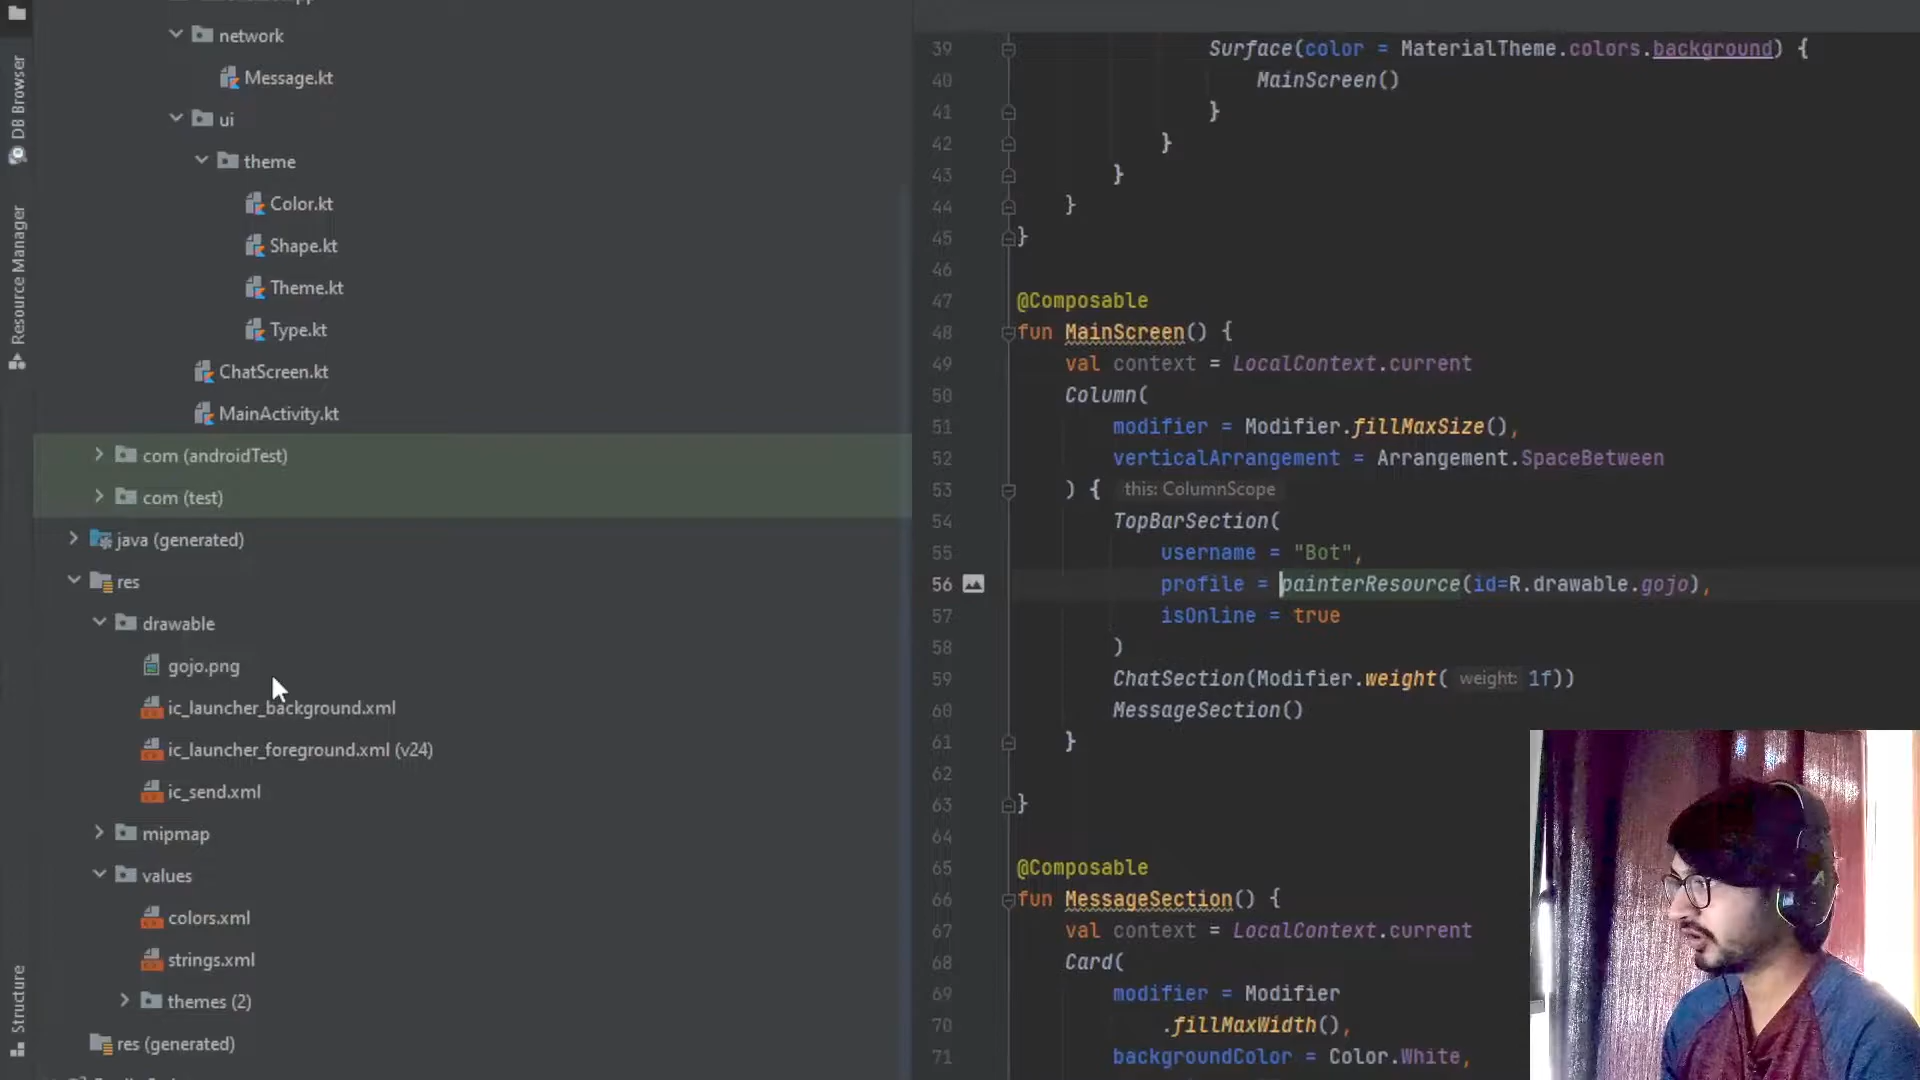 DB Browser
Resource Manager
Structure
network
Message.kt
ui
theme
Color.kt
Shape.kt
Theme.kt
Type.kt
ChatScreen.kt
MainActivity.kt
com (androidTest)
com (test)
java (generated)
res
drawable
gojo.png
ic_launcher_background.xml
ic_launcher_foreground.xml (v24)
ic_send.xml
mipmap
values
colors.xml
strings.xml
themes (2)
res (generated)
39 Surface(color = MaterialTheme.colors.background) {
40 MainScreen()
41 }
42 }
43 }
44 }
45 }
46
47 @Composable
48 fun MainScreen() {
49 val context = LocalContext.current
50 Column(
51 modifier = Modifier.fillMaxSize(),
52 verticalArrangement = Arrangement.SpaceBetween
53 ) { this: ColumnScope
54 TopBarSection(
55 username = "Bot",
56 profile = painterResource(id=R.drawable.gojo),
57 isOnline = true
58 )
59 ChatSection(Modifier.weight( weight: 1f))
60 MessageSection()
61 }
62
63 }
64
65 @Composable
66 fun MessageSection() {
67 val context = LocalContext.current
68 Card(
69 modifier = Modifier
70 .fillMaxWidth(),
71 backgroundColor = Color.White,